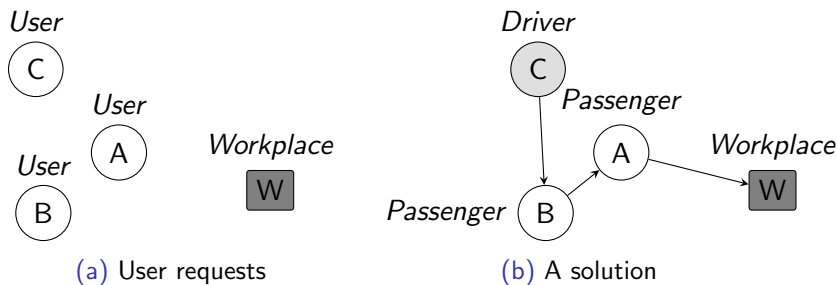 User
C
User
A
User
B
Workplace
W
(a) User requests
Driver
C
Passenger
A
Passenger
B
Workplace
W
(b) A solution